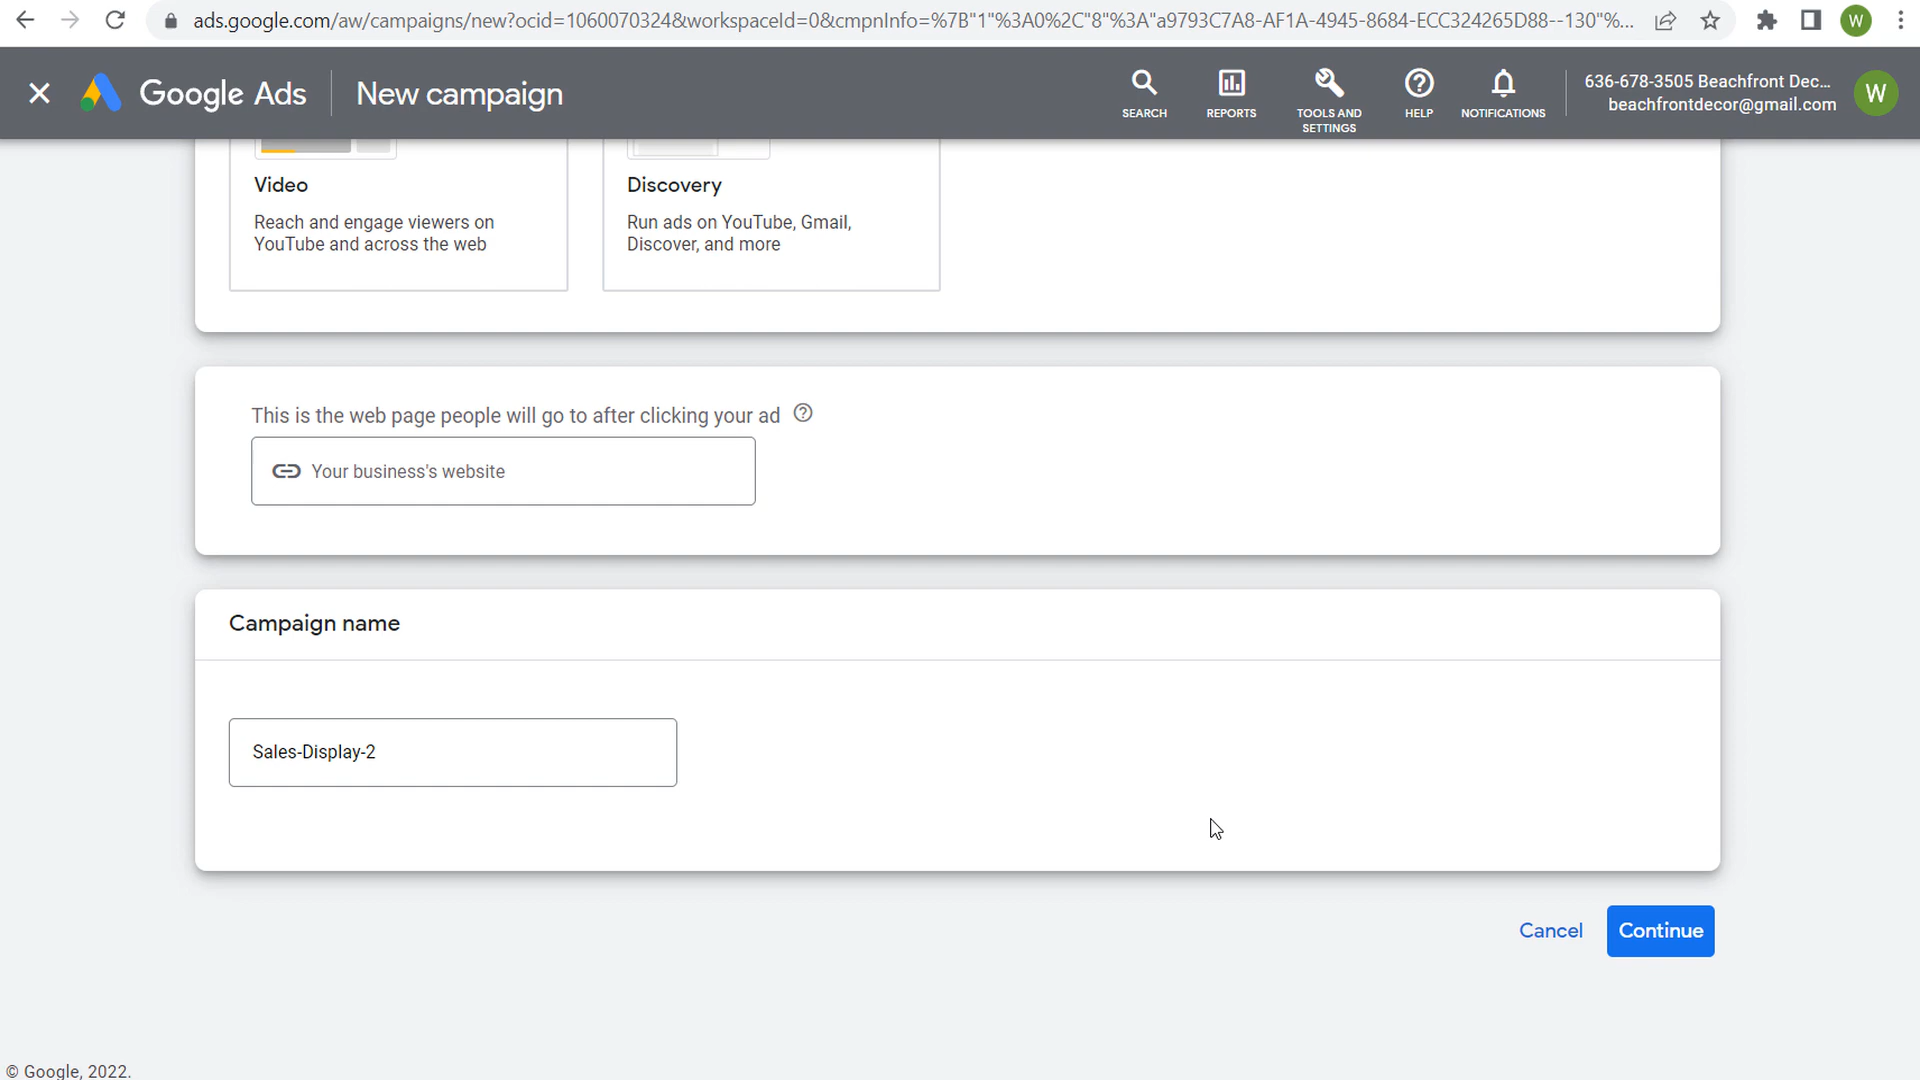 ads.google.com/aw/campaigns/new?ocid=1060070324&workspaceId=0&cmpnInfo=%7B"1"%3A0%2C"8"%3A"a9793C7A8-AF1A-4945-8684-ECC324265D88--130"%...
W
Google Ads
New campaign
SEARCH
REPORTS
TOOLS AND
SETTINGS
HELP
NOTIFICATIONS
636-678-3505 Beachfront Dec...
beachfrontdecor@gmail.com
W
Video
Reach and engage viewers on
YouTube and across the web
Discovery
Run ads on YouTube, Gmail,
Discover, and more
This is the web page people will go to after clicking your ad
Your business's website
Campaign name
Sales-Display-2
Cancel
Continue
© Google, 2022.